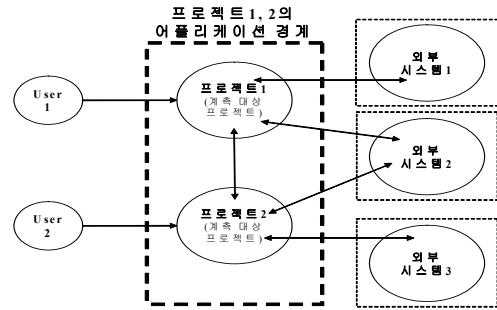 프로젝트1, 2의
어플리케이션 경계
User
1
프로젝트1
(계측 대상
프로젝트)
외부
시스템1
외부
시스템2
User
2
프로젝트2
(계측 대상
프로젝트)
외부
시스템3